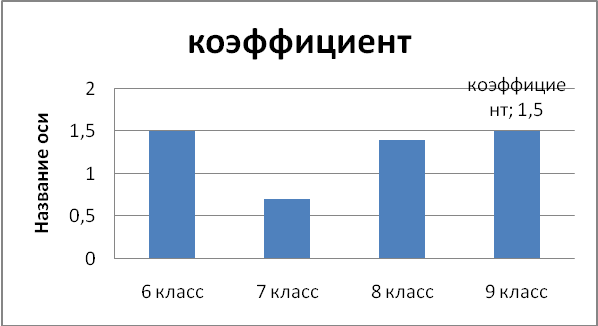 коэффициент
Название оси
2
1,5
1
0,5
0
коэффицие
нт; 1,5
6 класс
7 класс
8 класс
9 класс